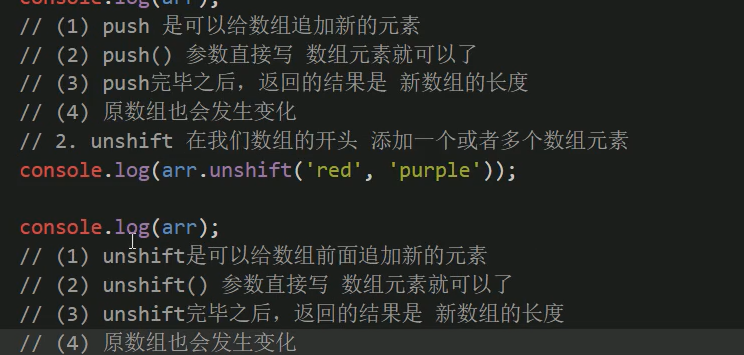 console.log(arr);
// (1) push 是可以给数组追加新的元素
// (2) push() 参数直接写 数组元素就可以了
// (3) push完毕之后，返回的结果是 新数组的长度
// (4) 原数组也会发生变化
// 2. unshift 在我们数组的开头 添加一个或者多个数组元素
console.log(arr.unshift('red', 'purple'));
console.log(arr);
// (1) unshift是可以给数组前面追加新的元素
// (2) unshift() 参数直接写 数组元素就可以了
// (3) unshift完毕之后，返回的结果是 新数组的长度
// (4) 原数组也会发生变化